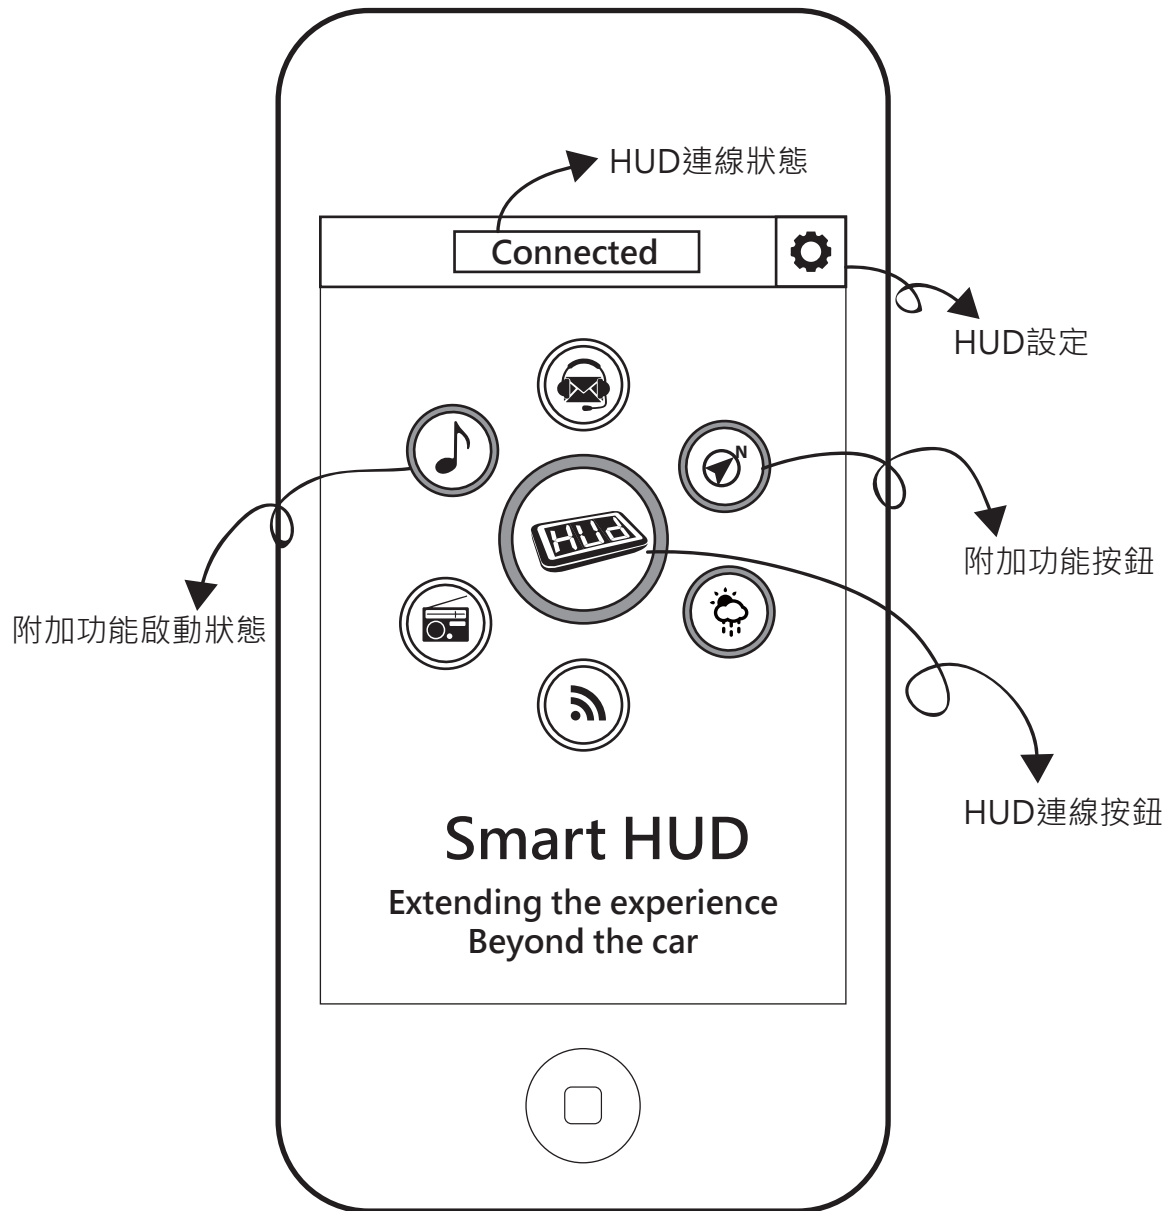 HUD連線狀態
Connected
HUD設定
N
附加功能按鈕
HUd
附加功能啟動狀態
HUD連線按鈕
Smart HUD
Extending the experience
Beyond the car